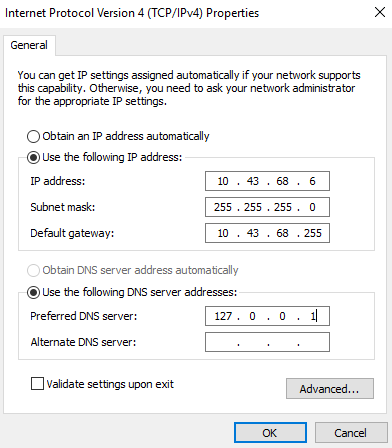 Internet Protocol Version 4 (TCP/IPv4) Properties
General
You can get IP settings assigned automatically if your network supports
this capability. Otherwise, you need to ask your network administrator
for the appropriate IP settings.
Obtain an IP address automatically
Use the following IP address:
IP address: 10 . 43 . 68 . 6
Subnet mask: 255 . 255 . 255 . 0
Default gateway: 10 . 43 . 68 . 255
Obtain DNS server address automatically
Use the following DNS server addresses:
Preferred DNS server: 127 . 0 . 0 . 1
Alternate DNS server: . . .
Validate settings upon exit
Advanced...
OK Cancel